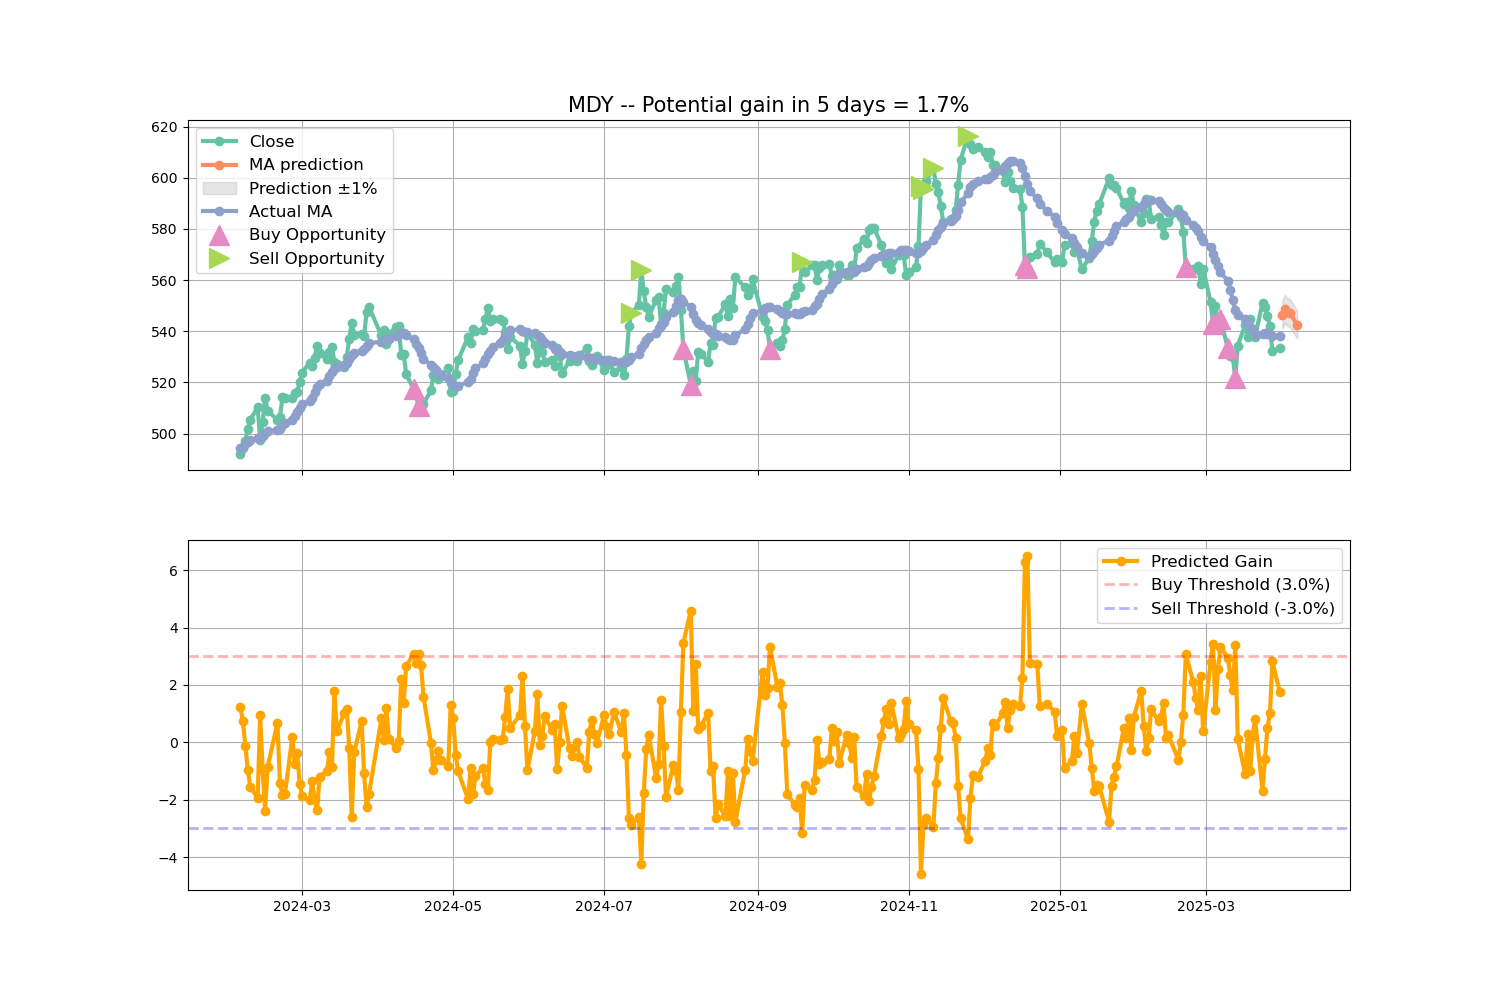 MDY -- Potential gain in 5 days = 1.7%
620
600
580
560
540
520
500
Close
MA prediction
Prediction ±1%
Actual MA
Buy Opportunity
Sell Opportunity
6
4
2
0
−2
−4
Predicted Gain
Buy Threshold (3.0%)
Sell Threshold (-3.0%)
2024-03
2024-05
2024-07
2024-09
2024-11
2025-01
2025-03